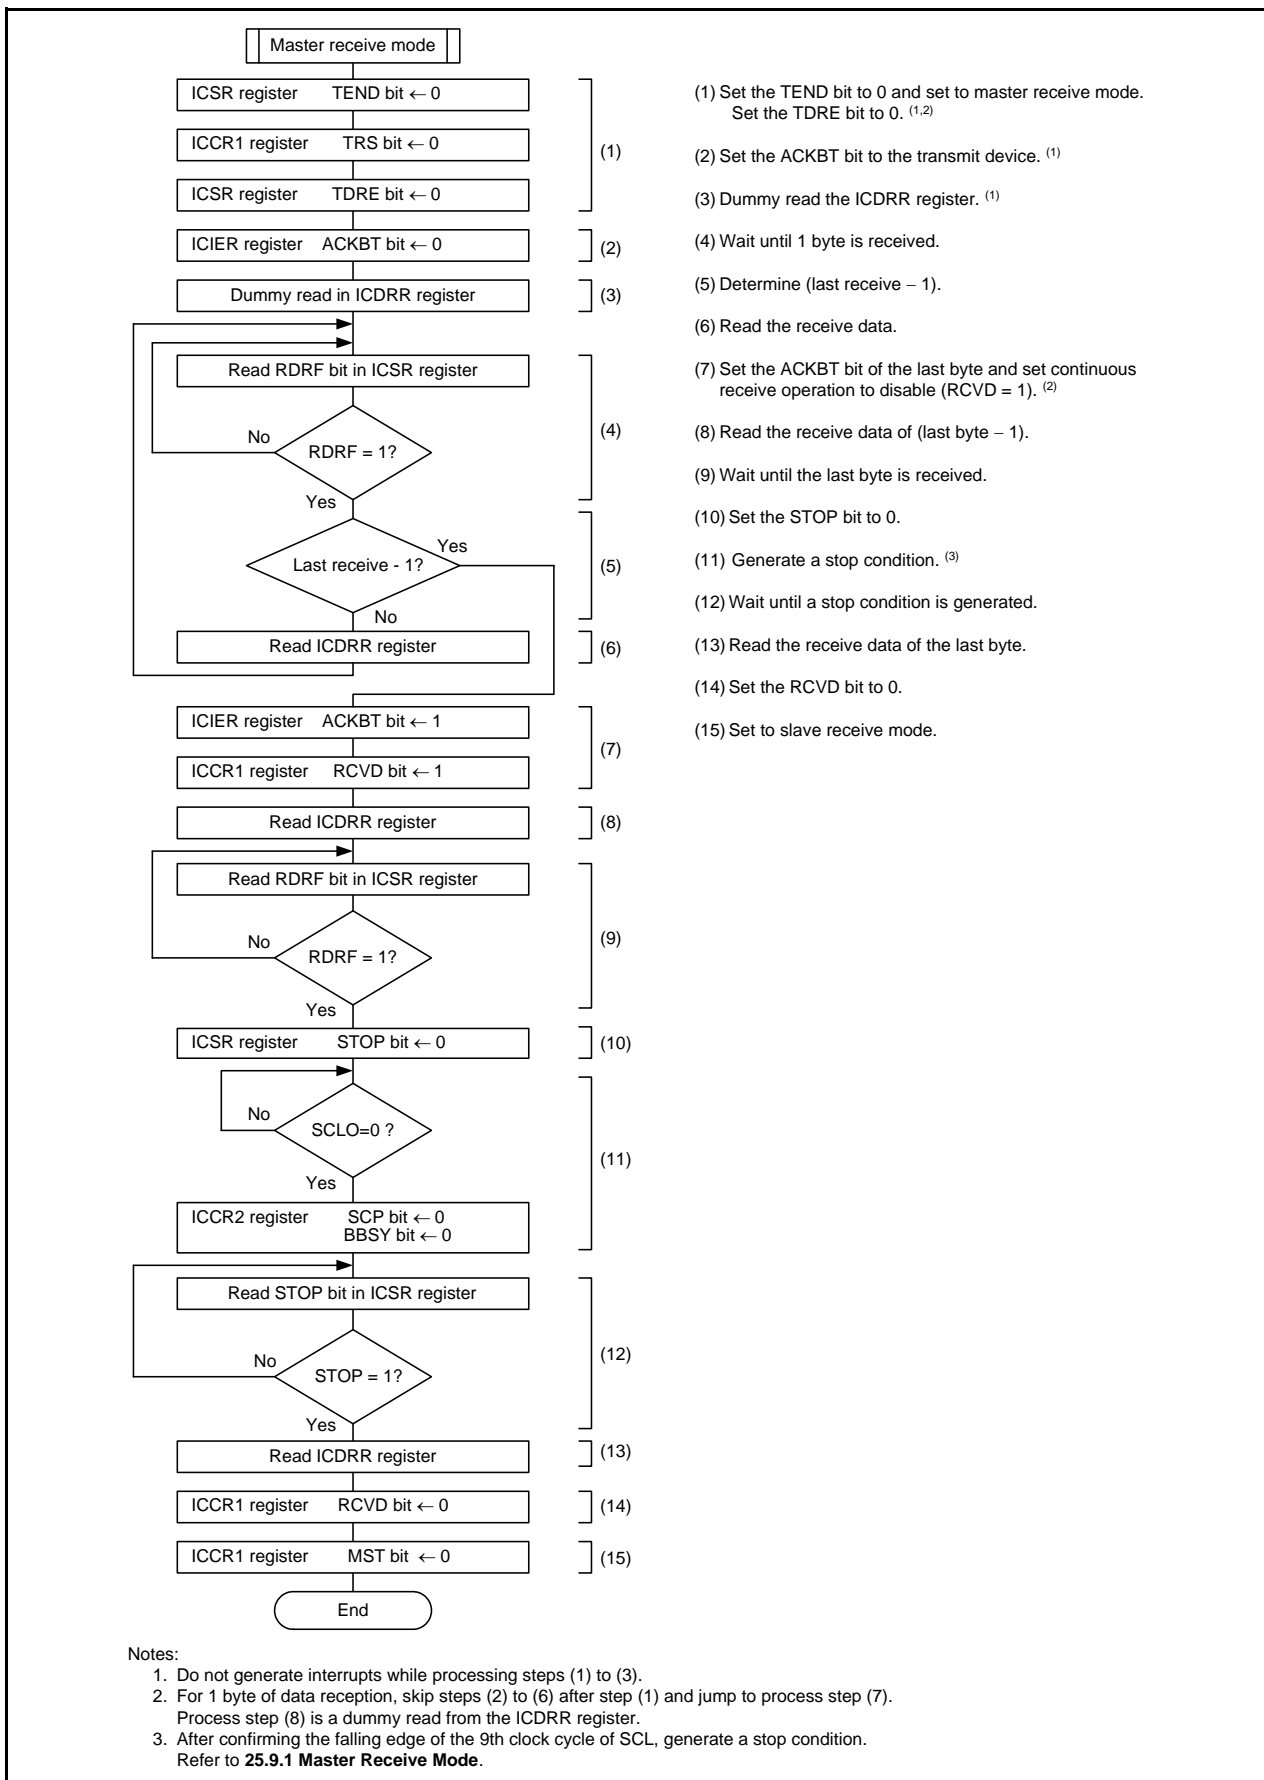 Master receive mode
ICSR register TEND bit ← 0
ICCR1 register TRS bit ← 0
ICSR register TDRE bit ← 0
(1)
ICIER register ACKBT bit ← 0
(2)
Dummy read in ICDRR register
(3)
Read RDRF bit in ICSR register
No
RDRF = 1?
Yes
(4)
Last receive - 1?
Yes
No
(5)
Read ICDRR register
(6)
ICIER register ACKBT bit ← 1
ICCR1 register RCVD bit ← 1
(7)
Read ICDRR register
(8)
Read RDRF bit in ICSR register
No
RDRF = 1?
Yes
(9)
ICSR register STOP bit ← 0
(10)
No
SCLO=0 ?
Yes
ICCR2 register SCP bit ← 0
BBSY bit ← 0
(11)
Read STOP bit in ICSR register
No
STOP = 1?
Yes
(12)
Read ICDRR register
(13)
ICCR1 register RCVD bit ← 0
(14)
ICCR1 register MST bit ← 0
(15)
End
(1) Set the TEND bit to 0 and set to master receive mode.
Set the TDRE bit to 0. (1,2)
(2) Set the ACKBT bit to the transmit device. (1)
(3) Dummy read the ICDRR register. (1)
(4) Wait until 1 byte is received.
(5) Determine (last receive − 1).
(6) Read the receive data.
(7) Set the ACKBT bit of the last byte and set continuous
receive operation to disable (RCVD = 1). (2)
(8) Read the receive data of (last byte − 1).
(9) Wait until the last byte is received.
(10) Set the STOP bit to 0.
(11) Generate a stop condition. (3)
(12) Wait until a stop condition is generated.
(13) Read the receive data of the last byte.
(14) Set the RCVD bit to 0.
(15) Set to slave receive mode.
Notes:
1. Do not generate interrupts while processing steps (1) to (3).
2. For 1 byte of data reception, skip steps (2) to (6) after step (1) and jump to process step (7).
Process step (8) is a dummy read from the ICDRR register.
3. After confirming the falling edge of the 9th clock cycle of SCL, generate a stop condition.
Refer to 25.9.1 Master Receive Mode.